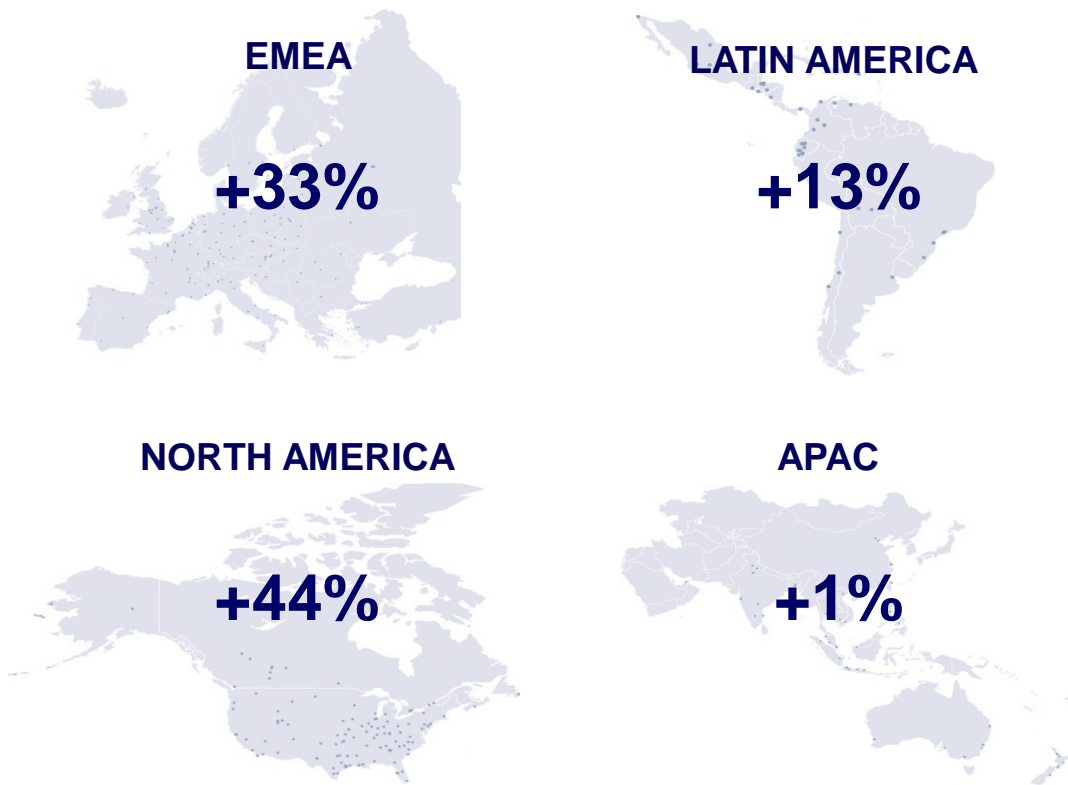 EMEA
+33%
LATIN AMERICA
+13%
NORTH AMERICA
+44%
APAC
+1%